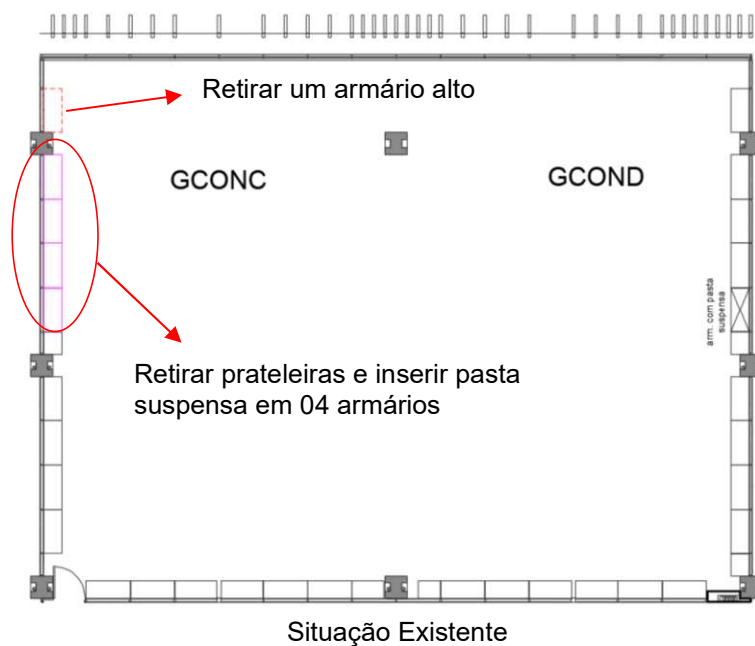 Retirar um armário alto
GCONC
GCOND
arm. com pasta
suspensa
Retirar prateleiras e inserir pasta
suspensa em 04 armários
Situação Existente